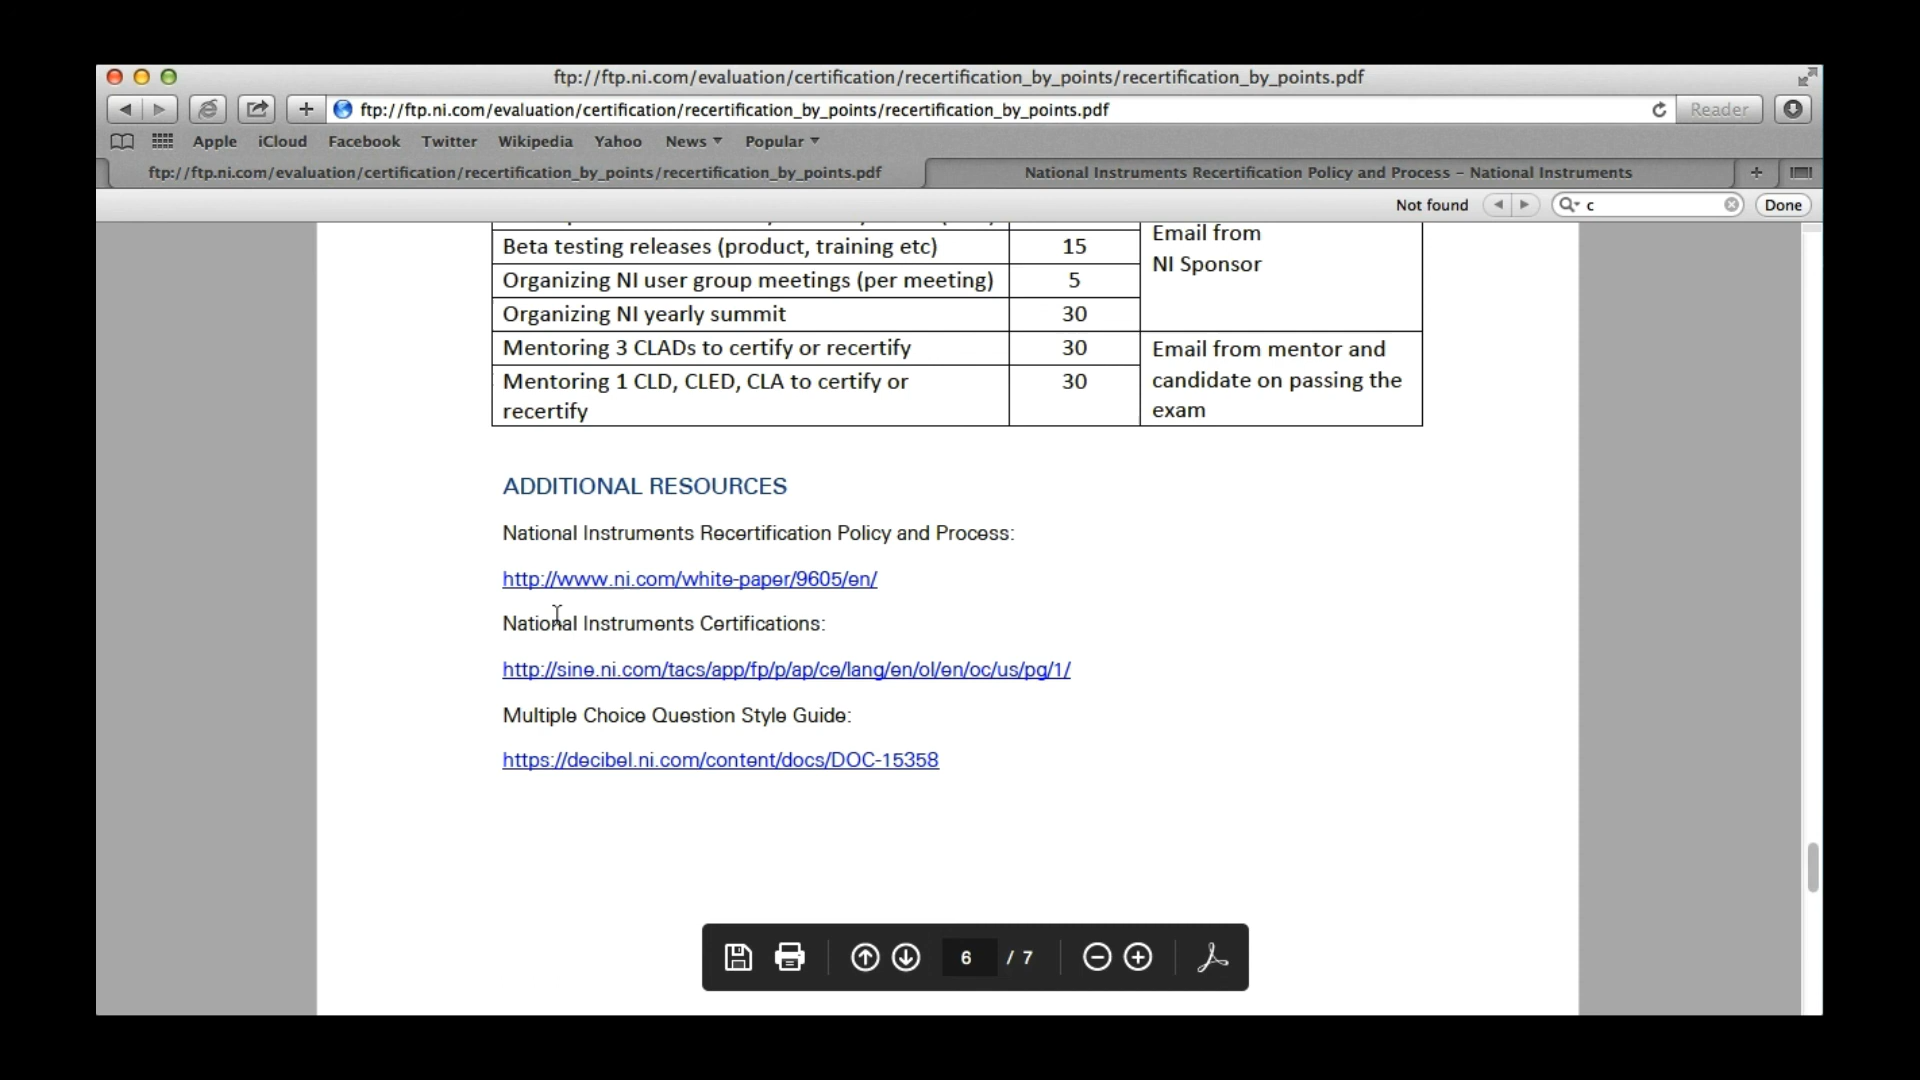 ftp://ftp.ni.com/evaluation/certification/recertification_by_points/recertification_by_points.pdf
ftp://ftp.ni.com/evaluation/certification/recertification_by_points/recertification_by_points.pdf
Reader
Apple iCloud Facebook Twitter Wikipedia Yahoo News Popular
ftp://ftp.ni.com/evaluation/certification/recertification_by_points/recertification_by_points.pdf
National Instruments Recertification Policy and Process – National Instruments
Not found c Done
Beta testing releases (product, training etc) 15
Email from
NI Sponsor
Organizing NI user group meetings (per meeting) 5
Organizing NI yearly summit 30
Mentoring 3 CLADs to certify or recertify 30
Email from mentor and
candidate on passing the
exam
Mentoring 1 CLD, CLED, CLA to certify or 30
recertify
ADDITIONAL RESOURCES
National Instruments Recertification Policy and Process:
http://www.ni.com/white-paper/9605/en/
National Instruments Certifications:
http://sine.ni.com/tacs/app/fp/p/ap/ce/lang/en/ol/en/oc/us/pg/1/
Multiple Choice Question Style Guide:
https://decibel.ni.com/content/docs/DOC-15358
6 / 7